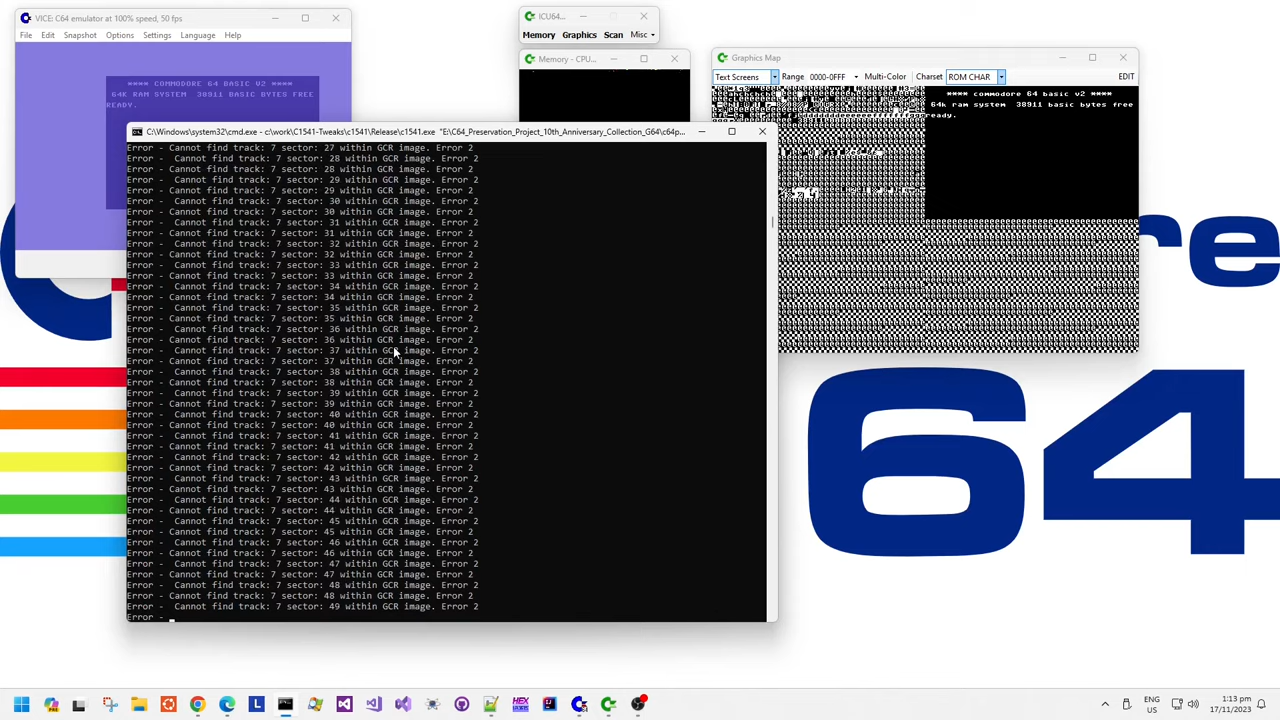 VICE: C64 emulator at 100% speed, 50 fps
File Edit Snapshot Options Settings Language Help
**** COMMODORE 64 BASIC V2 ****
64K RAM SYSTEM 38911 BASIC BYTES FREE
READY.
ICU64...
Memory Graphics Scan Misc
Memory - CPU...
Graphics Map
Text Screens Range 0000-0FFF Multi-Color Charset ROM CHAR EDIT
**** commodore 64 basic v2 ****
64k ram system 38911 basic bytes free
ready.
C:\Windows\system32\cmd.exe - c:\work\C1541-Tweaks\c1541\Release\c1541.exe "E:\C64_Preservation_Project_10th_Anniversary_Collection_G64\c64p...
Error - Cannot find track: 7 sector: 27 within GCR image. Error 2
Error - Cannot find track: 7 sector: 28 within GCR image. Error 2
Error - Cannot find track: 7 sector: 28 within GCR image. Error 2
Error - Cannot find track: 7 sector: 29 within GCR image. Error 2
Error - Cannot find track: 7 sector: 29 within GCR image. Error 2
Error - Cannot find track: 7 sector: 30 within GCR image. Error 2
Error - Cannot find track: 7 sector: 30 within GCR image. Error 2
Error - Cannot find track: 7 sector: 31 within GCR image. Error 2
Error - Cannot find track: 7 sector: 31 within GCR image. Error 2
Error - Cannot find track: 7 sector: 32 within GCR image. Error 2
Error - Cannot find track: 7 sector: 32 within GCR image. Error 2
Error - Cannot find track: 7 sector: 33 within GCR image. Error 2
Error - Cannot find track: 7 sector: 33 within GCR image. Error 2
Error - Cannot find track: 7 sector: 34 within GCR image. Error 2
Error - Cannot find track: 7 sector: 34 within GCR image. Error 2
Error - Cannot find track: 7 sector: 35 within GCR image. Error 2
Error - Cannot find track: 7 sector: 35 within GCR image. Error 2
Error - Cannot find track: 7 sector: 36 within GCR image. Error 2
Error - Cannot find track: 7 sector: 36 within GCR image. Error 2
Error - Cannot find track: 7 sector: 37 within GCR image. Error 2
Error - Cannot find track: 7 sector: 37 within GCR image. Error 2
Error - Cannot find track: 7 sector: 38 within GCR image. Error 2
Error - Cannot find track: 7 sector: 38 within GCR image. Error 2
Error - Cannot find track: 7 sector: 39 within GCR image. Error 2
Error - Cannot find track: 7 sector: 39 within GCR image. Error 2
Error - Cannot find track: 7 sector: 40 within GCR image. Error 2
Error - Cannot find track: 7 sector: 40 within GCR image. Error 2
Error - Cannot find track: 7 sector: 41 within GCR image. Error 2
Error - Cannot find track: 7 sector: 41 within GCR image. Error 2
Error - Cannot find track: 7 sector: 42 within GCR image. Error 2
Error - Cannot find track: 7 sector: 42 within GCR image. Error 2
Error - Cannot find track: 7 sector: 43 within GCR image. Error 2
Error - Cannot find track: 7 sector: 43 within GCR image. Error 2
Error - Cannot find track: 7 sector: 44 within GCR image. Error 2
Error - Cannot find track: 7 sector: 44 within GCR image. Error 2
Error - Cannot find track: 7 sector: 45 within GCR image. Error 2
Error - Cannot find track: 7 sector: 45 within GCR image. Error 2
Error - Cannot find track: 7 sector: 46 within GCR image. Error 2
Error - Cannot find track: 7 sector: 46 within GCR image. Error 2
Error - Cannot find track: 7 sector: 47 within GCR image. Error 2
Error - Cannot find track: 7 sector: 47 within GCR image. Error 2
Error - Cannot find track: 7 sector: 48 within GCR image. Error 2
Error - Cannot find track: 7 sector: 48 within GCR image. Error 2
Error - Cannot find track: 7 sector: 49 within GCR image. Error 2
Error -
re
64
L
HEX
ENG
US
1:13 pm
17/11/2023